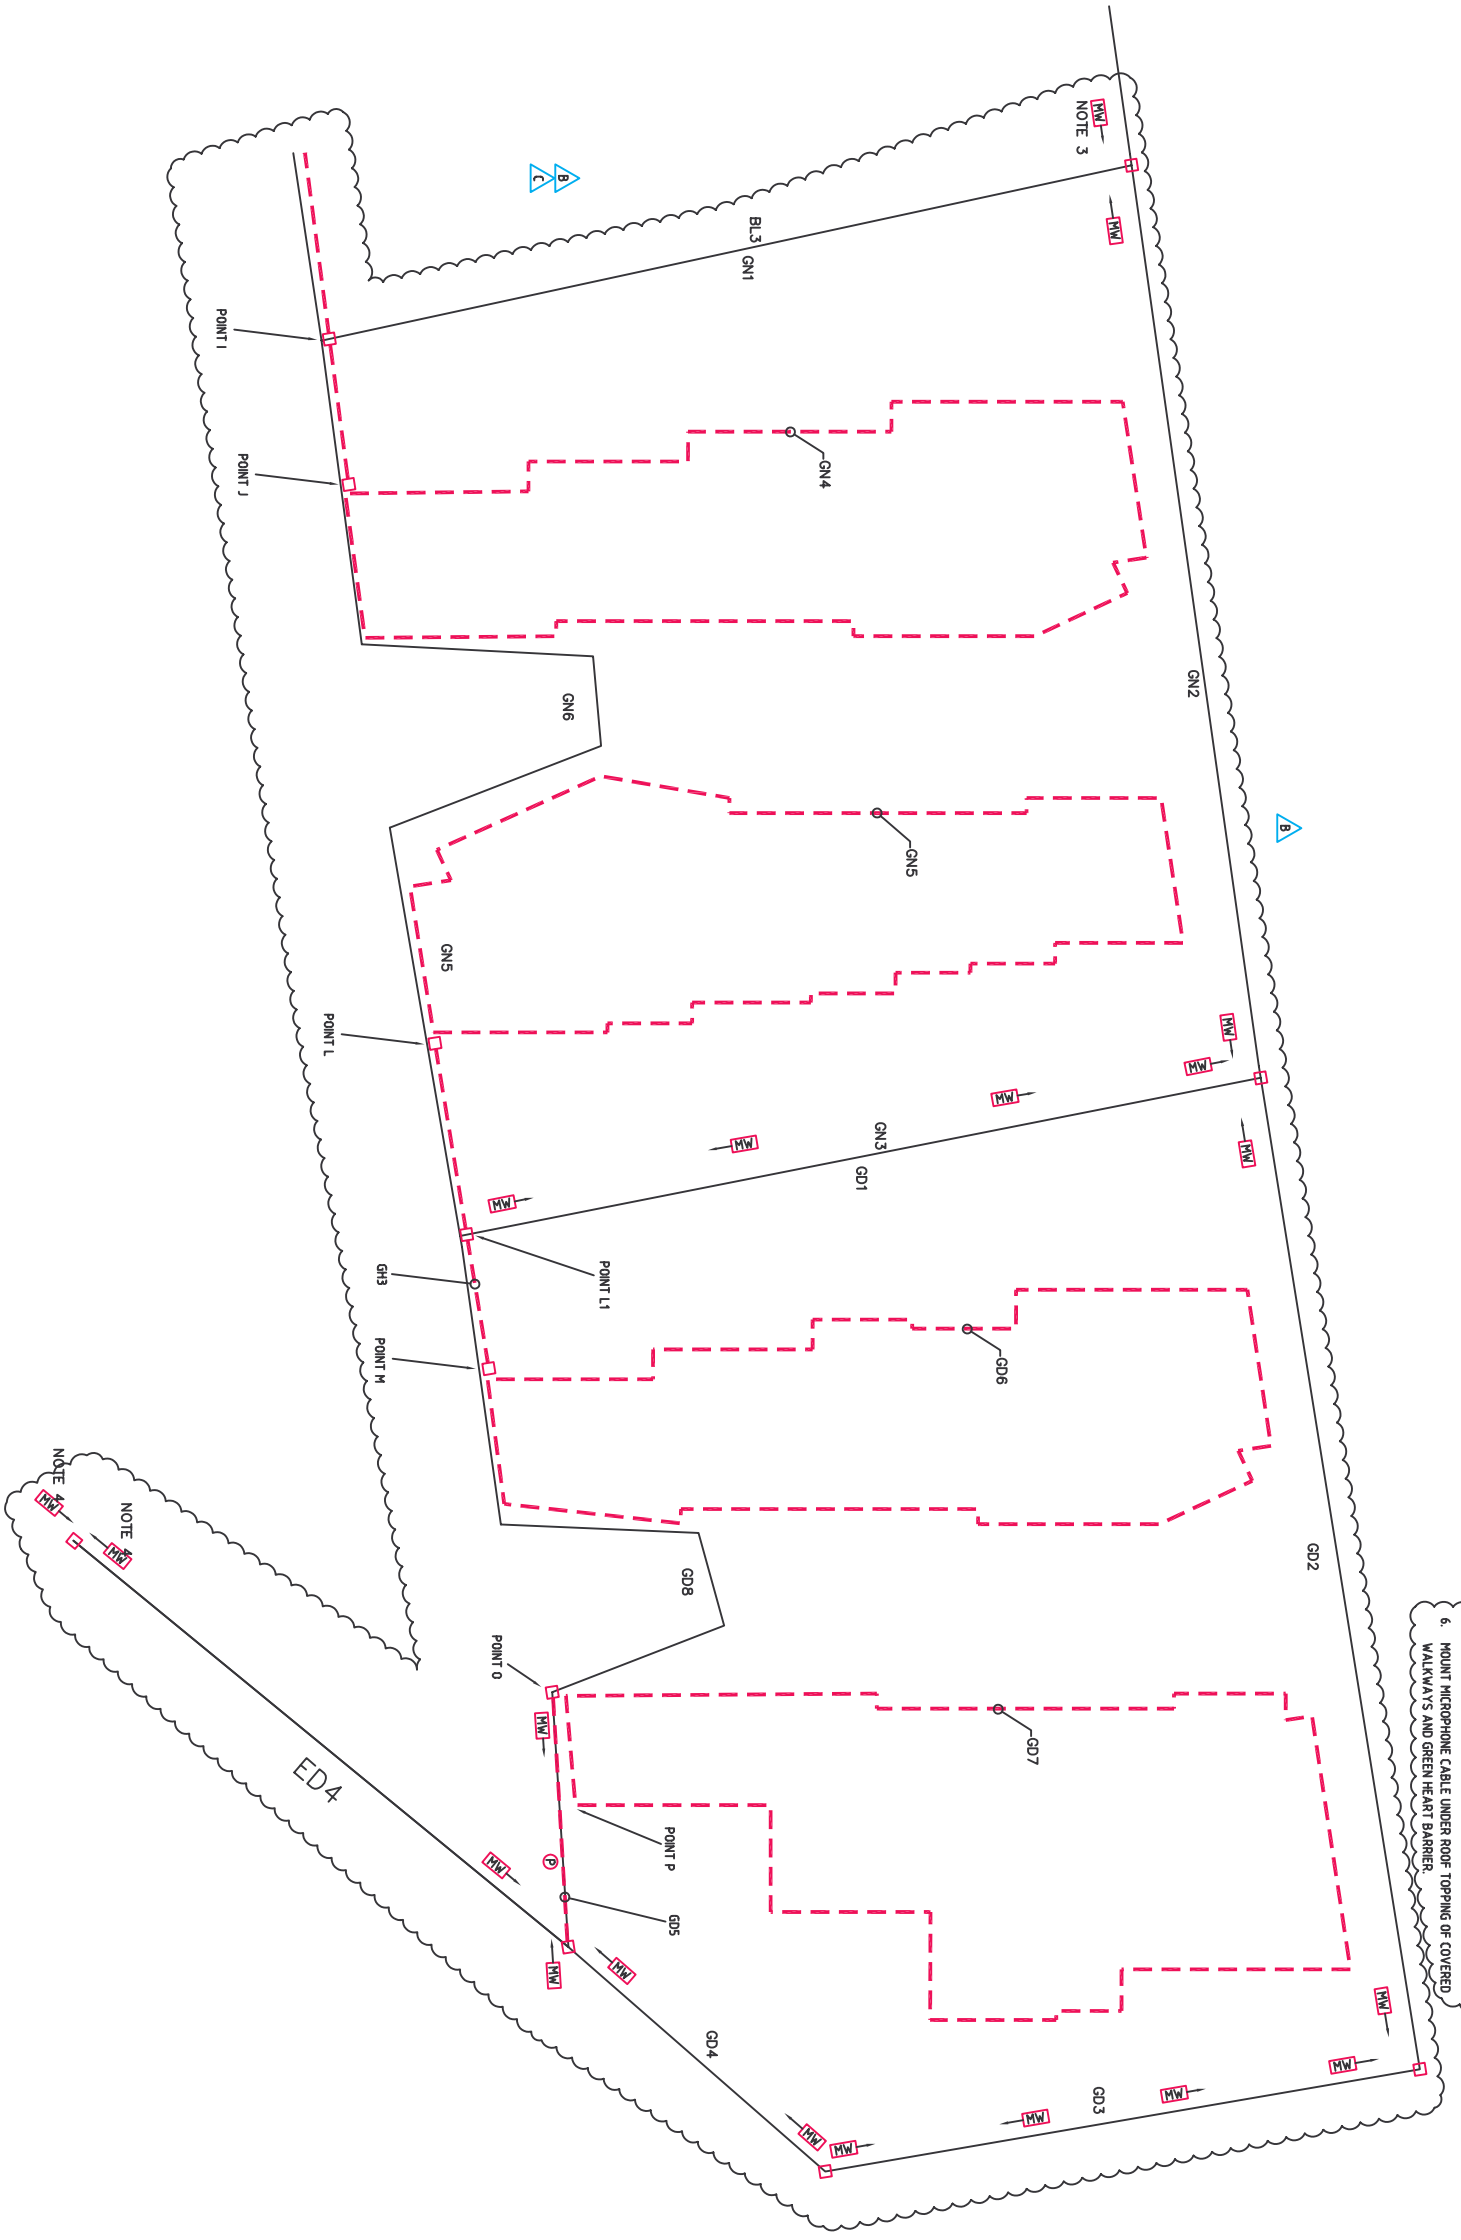 MW
NOTE 3
MW
B
C
BL3
GN1
POINT I
GN4
POINT J
GN2
GN6
B
GN5
GN5
POINT L
MW
MW
MW
MW
GN3
GD1
MW
MW
POINT L1
GH3
POINT M
GD6
GD2
GD8
NOTE 4
MW
NOTE 4
MW
6. MOUNT MICROPHONE CABLE UNDER ROOF TOPPING OF COVERED
WALKWAYS AND GREEN HEART BARRIER.
POINT O
MW
GD7
ED4
POINT P
P
MW
GD5
MW
MW
GD4
MW
MW
MW
GD3
MW
MW
MW